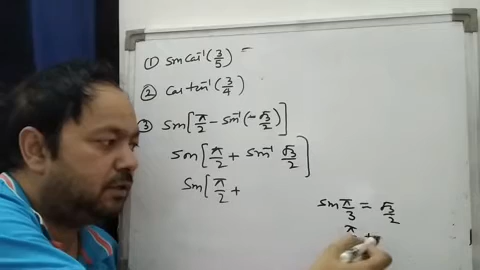 ① sin cos⁻¹(3/5) =
② cos tan⁻¹(3/4)
③ sin[π/2 - sin⁻¹(-√3/2)]
sin[π/2 + sin⁻¹ √3/2]
sin[π/2 +
sin π/3 = √3/2
π